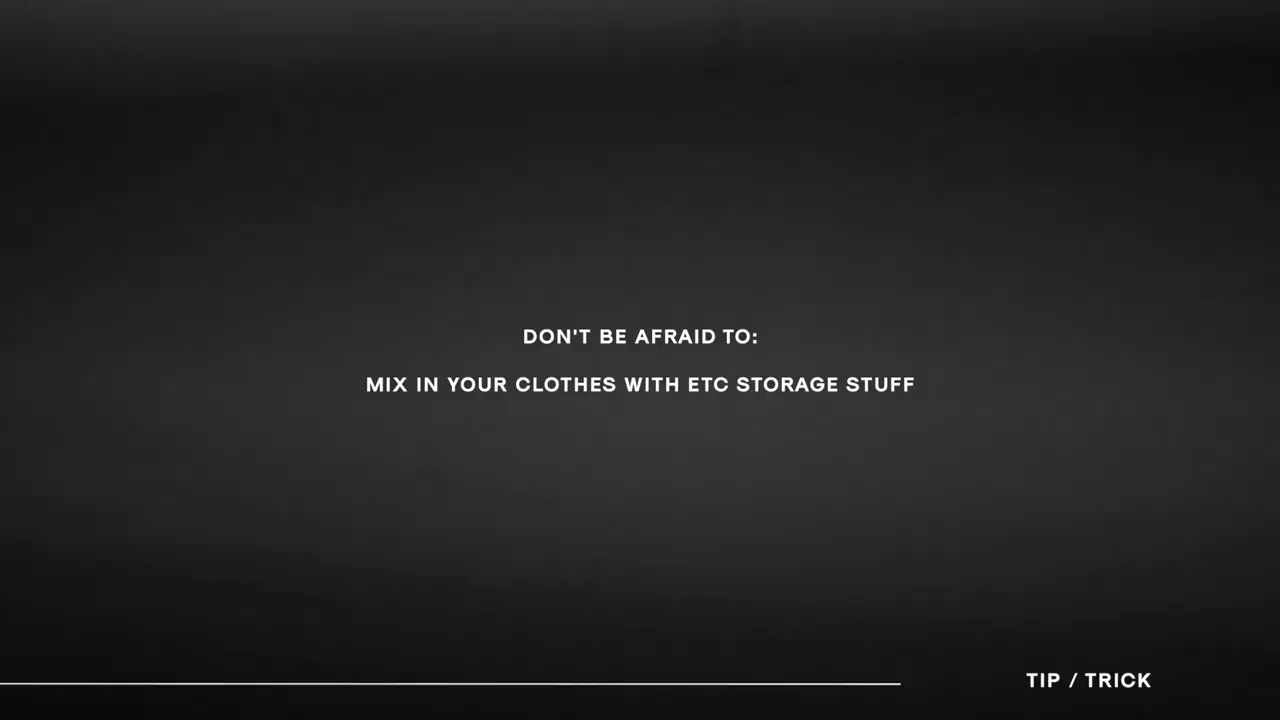 DON'T BE AFRAID TO:
MIX IN YOUR CLOTHES WITH ETC STORAGE STUFF
TIP / TRICK